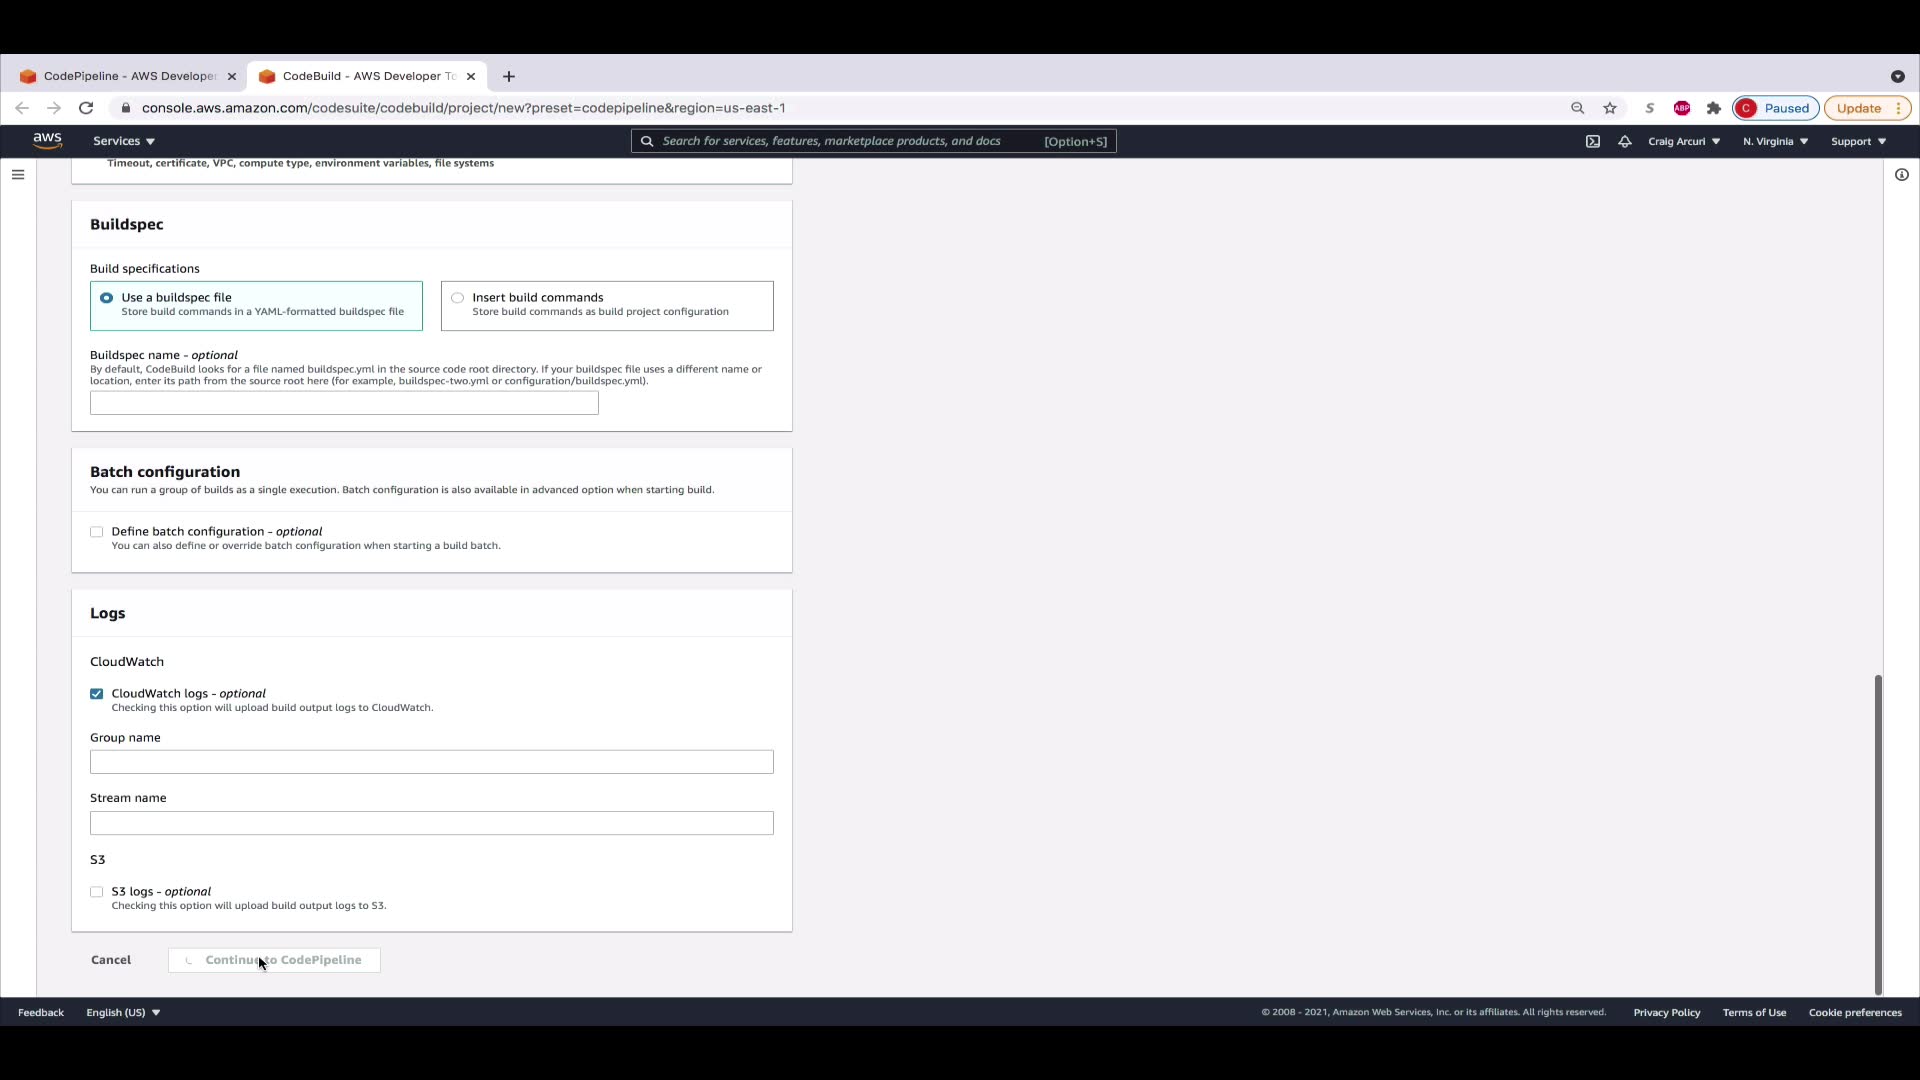 CodePipeline - AWS Develope
CodeBuild - AWS Developer To
console.aws.amazon.com/codesuite/codebuild/project/new?preset=codepipeline&region=us-east-1
S
ABP
C Paused
Update
aws
Services
Search for services, features, marketplace products, and docs
[Option+S]
Craig Arcuri
N. Virginia
Support
Timeout, certificate, VPC, compute type, environment variables, file systems
Buildspec
Build specifications
Use a buildspec file
Store build commands in a YAML-formatted buildspec file
Insert build commands
Store build commands as build project configuration
Buildspec name - optional
By default, CodeBuild looks for a file named buildspec.yml in the source code root directory. If your buildspec file uses a different name or
location, enter its path from the source root here (for example, buildspec-two.yml or configuration/buildspec.yml).
Batch configuration
You can run a group of builds as a single execution. Batch configuration is also available in advanced option when starting build.
Define batch configuration - optional
You can also define or override batch configuration when starting a build batch.
Logs
CloudWatch
CloudWatch logs - optional
Checking this option will upload build output logs to CloudWatch.
Group name
Stream name
S3
S3 logs - optional
Checking this option will upload build output logs to S3.
Cancel
Continue to CodePipeline
Feedback
English (US)
© 2008 - 2021, Amazon Web Services, Inc. or its affiliates. All rights reserved.
Privacy Policy
Terms of Use
Cookie preferences